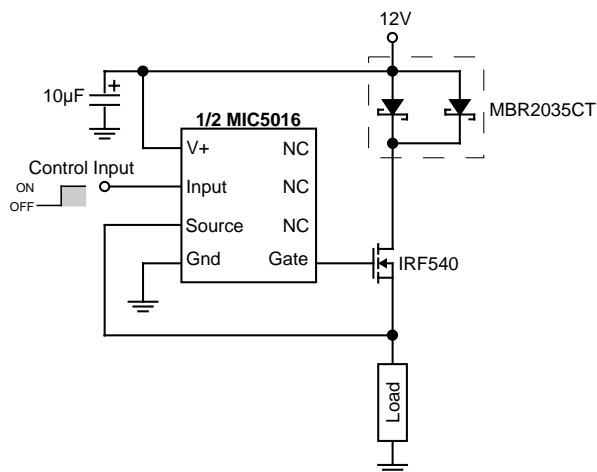 12V
10µF
+
MBR2035CT
1/2 MIC5016
V+ NC
Control Input
ON
OFF
Input NC
Source NC
Gnd Gate
IRF540
Load